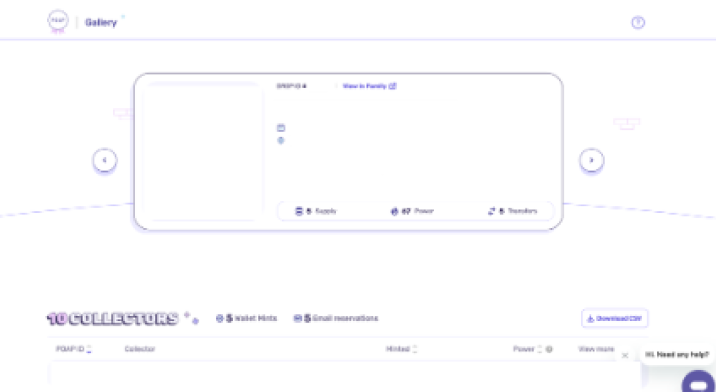 POAP
Gallery
?
DROP ID #
View in Family
5 Supply
67 Power
5 Transfers
10 COLLECTORS
5 Wallet Mints
5 Email reservations
Download CSV
POAP ID
Collector
Minted
Power
View more
Hi. Need any help?